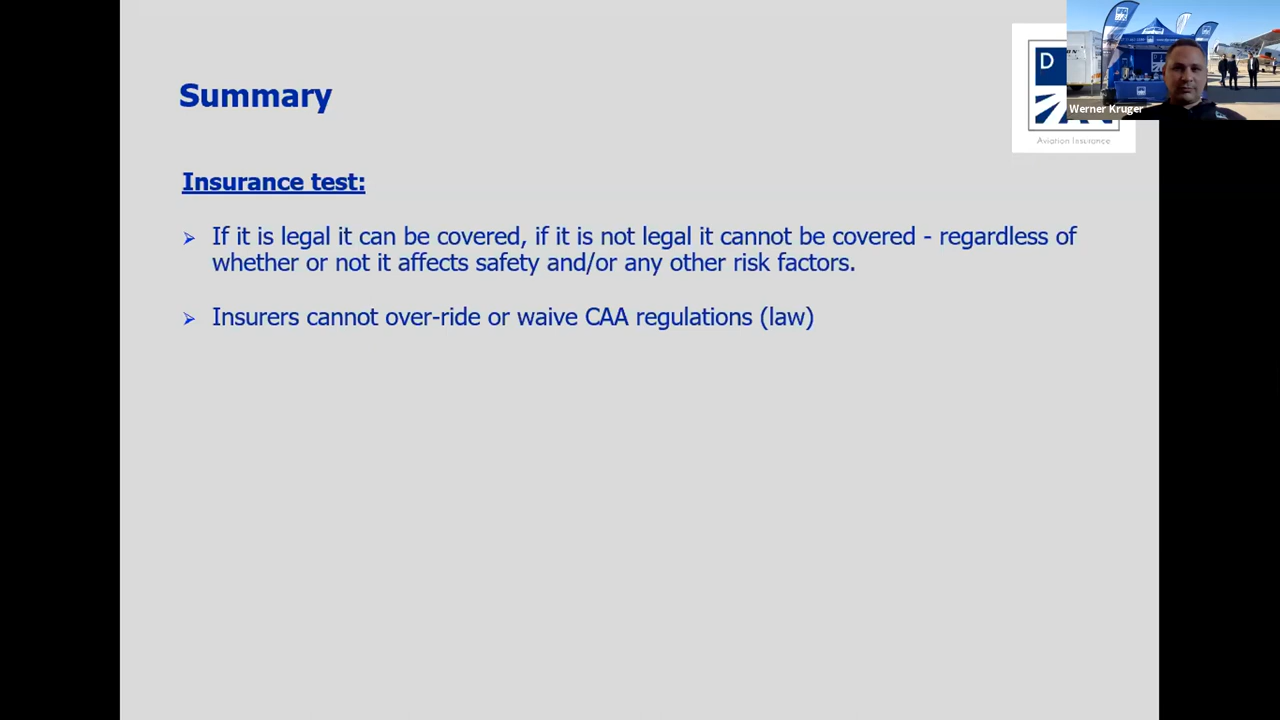 Summary
D
Werner Kruger
Aviation Insurance
Insurance test:
If it is legal it can be covered, if it is not legal it cannot be covered - regardless of
whether or not it affects safety and/or any other risk factors.
Insurers cannot over-ride or waive CAA regulations (law)